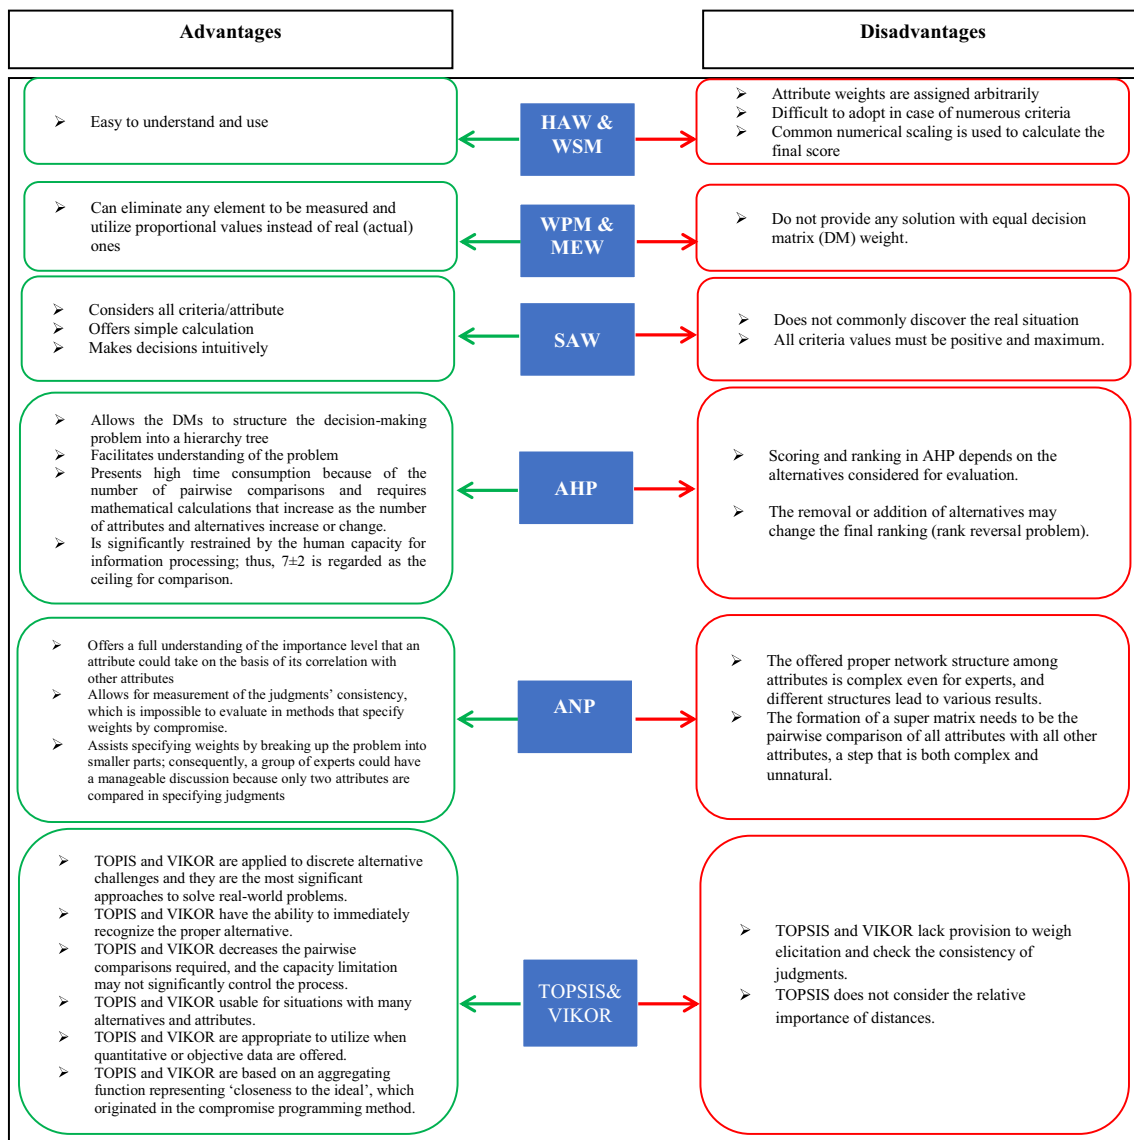 Advantages
Disadvantages
➢ Easy to understand and use
HAW &
WSM
➢ Attribute weights are assigned arbitrarily
➢ Difficult to adopt in case of numerous criteria
➢ Common numerical scaling is used to calculate the
final score
➢ Can eliminate any element to be measured and
utilize proportional values instead of real (actual)
ones
WPM &
MEW
➢ Do not provide any solution with equal decision
matrix (DM) weight.
➢ Considers all criteria/attribute
➢ Offers simple calculation
➢ Makes decisions intuitively
SAW
➢ Does not commonly discover the real situation
➢ All criteria values must be positive and maximum.
➢ Allows the DMs to structure the decision-making
problem into a hierarchy tree
➢ Facilitates understanding of the problem
➢ Presents high time consumption because of the
number of pairwise comparisons and requires
mathematical calculations that increase as the number
of attributes and alternatives increase or change.
➢ Is significantly restrained by the human capacity for
information processing; thus, 7±2 is regarded as the
ceiling for comparison.
AHP
➢ Scoring and ranking in AHP depends on the
alternatives considered for evaluation.
➢ The removal or addition of alternatives may
change the final ranking (rank reversal problem).
➢ Offers a full understanding of the importance level that an
attribute could take on the basis of its correlation with
other attributes
➢ Allows for measurement of the judgments’ consistency,
which is impossible to evaluate in methods that specify
weights by compromise.
➢ Assists specifying weights by breaking up the problem into
smaller parts; consequently, a group of experts could have
a manageable discussion because only two attributes are
compared in specifying judgments
ANP
➢ The offered proper network structure among
attributes is complex even for experts, and
different structures lead to various results.
➢ The formation of a super matrix needs to be the
pairwise comparison of all attributes with all other
attributes, a step that is both complex and
unnatural.
➢ TOPIS and VIKOR are applied to discrete alternative
challenges and they are the most significant
approaches to solve real-world problems.
➢ TOPIS and VIKOR have the ability to immediately
recognize the proper alternative.
➢ TOPIS and VIKOR decreases the pairwise
comparisons required, and the capacity limitation
may not significantly control the process.
➢ TOPIS and VIKOR usable for situations with many
alternatives and attributes.
➢ TOPIS and VIKOR are appropriate to utilize when
quantitative or objective data are offered.
➢ TOPIS and VIKOR are based on an aggregating
function representing ‘closeness to the ideal’, which
originated in the compromise programming method.
TOPSIS&
VIKOR
➢ TOPSIS and VIKOR lack provision to weigh
elicitation and check the consistency of
judgments.
➢ TOPSIS does not consider the relative
importance of distances.